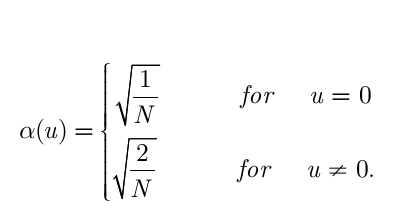 α(u) = { √(1/N) for u = 0
√(2/N) for u ≠ 0.